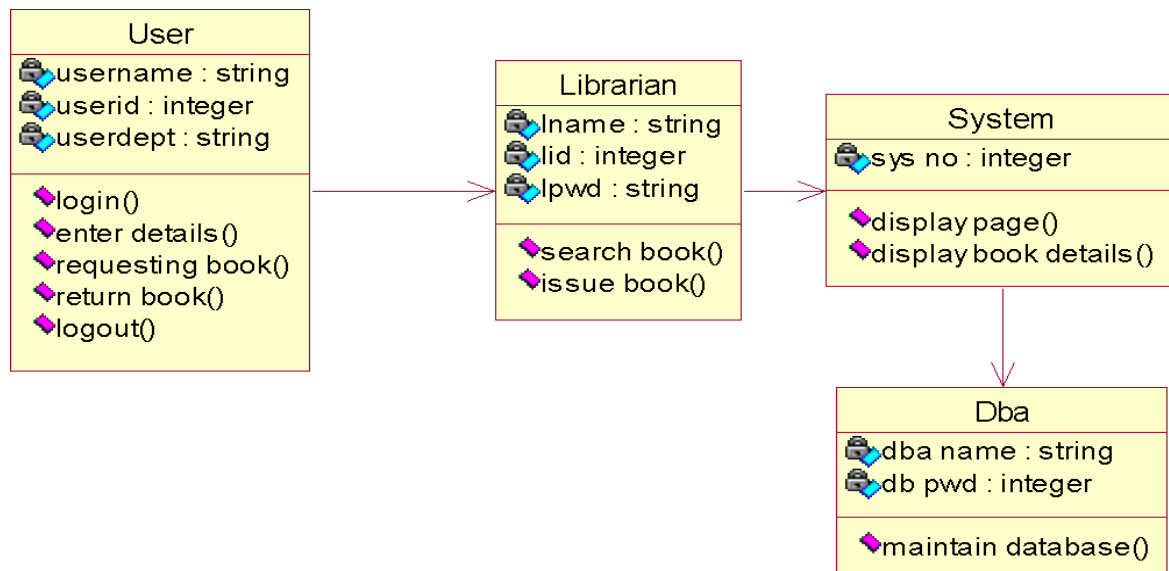 User
username : string
userid : integer
userdept : string
login()
enter details()
requesting book()
return book()
logout()
Librarian
lname : string
lid : integer
lpwd : string
search book()
issue book()
System
sys no : integer
display page()
display book details()
Dba
dba name : string
db pwd : integer
maintain database()